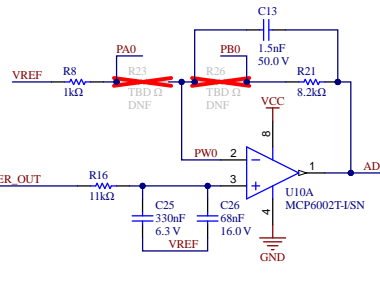 C13
1.5nF
50.0 V
PA0
PB0
VREF
R8
1kΩ
R23
TBD Ω
DNF
R26
TBD Ω
DNF
R21
8.2kΩ
VCC
8
PW0
2
1
AD
ER_OUT
R16
11kΩ
3
U10A
MCP6002T-I/SN
C25
330nF
6.3 V
C26
68nF
16.0 V
4
VREF
GND